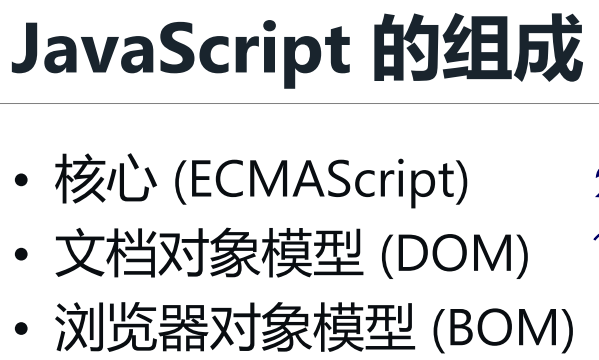 JavaScript 的组成
• 核心 (ECMAScript)
• 文档对象模型 (DOM)
• 浏览器对象模型 (BOM)